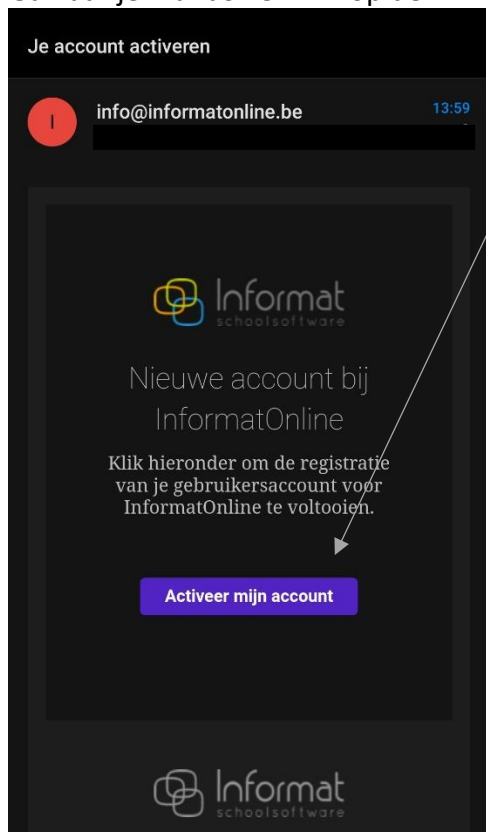 Je account activeren
I
info@informatonline.be
13:59
Informat
schoolsoftware
Nieuwe account bij
InformatOnline
Klik hieronder om de registratie
van je gebruikersaccount voor
InformatOnline te voltooien.
Activeer mijn account
Informat
schoolsoftware